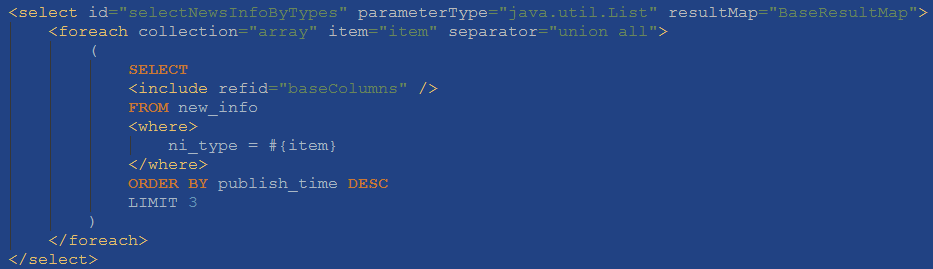 <select id="selectNewsInfoByTypes" parameterType="java.util.List" resultMap="BaseResultMap">
    <foreach collection="array" item="item" separator="union all">
        (
            SELECT
            <include refid="baseColumns" />
            FROM new_info
            <where>
                ni_type = #{item}
            </where>
            ORDER BY publish_time DESC
            LIMIT 3
        )
    </foreach>
</select>